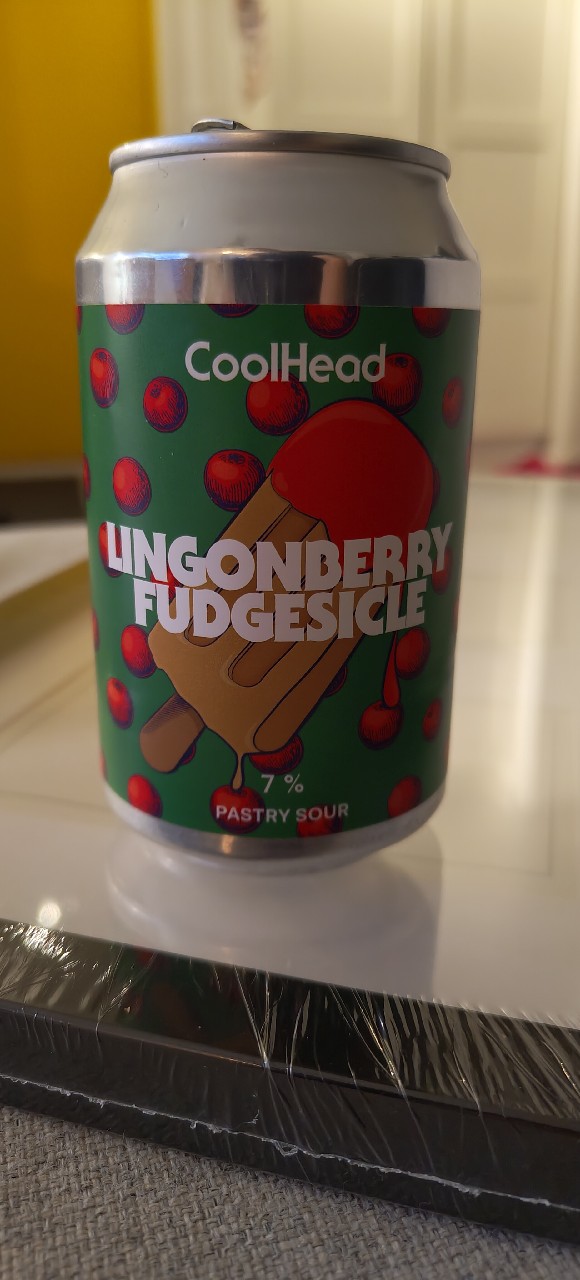 CoolHead
LINGONBERRY
FUDGESICLE
7 %
PASTRY SOUR